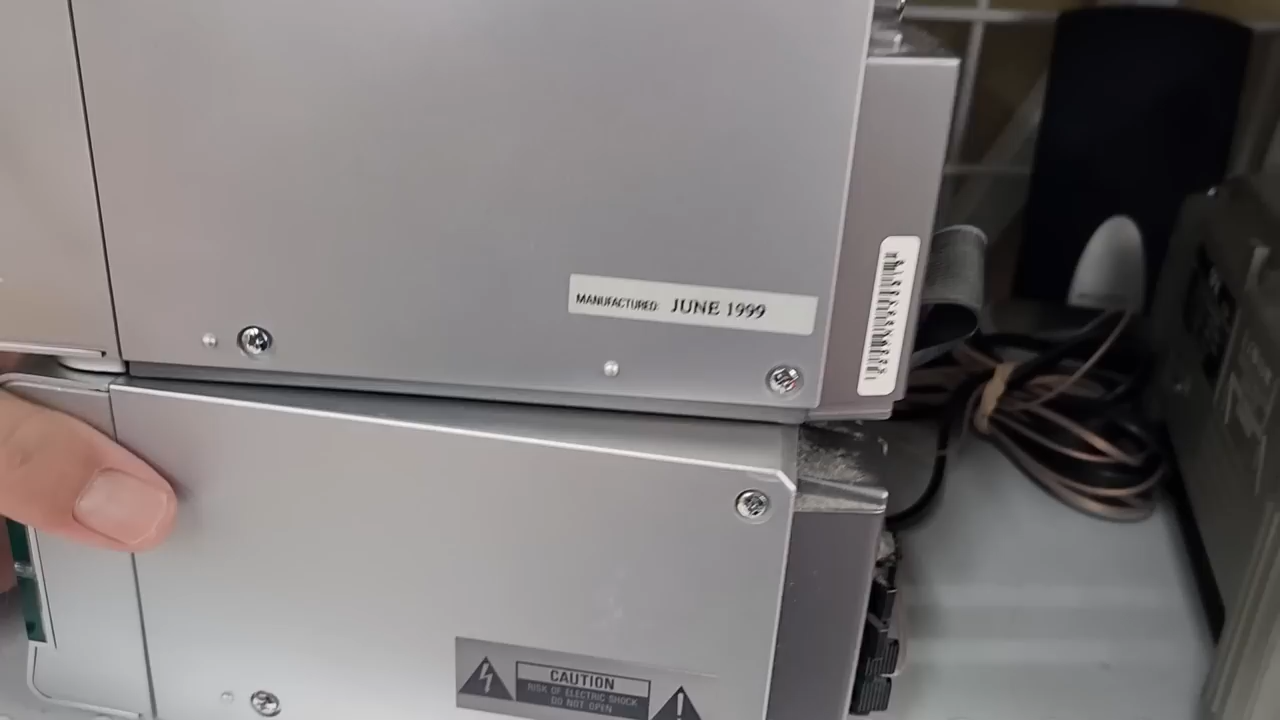 MANUFACTURED: JUNE 1999
CAUTION
RISK OF ELECTRIC SHOCK
DO NOT OPEN